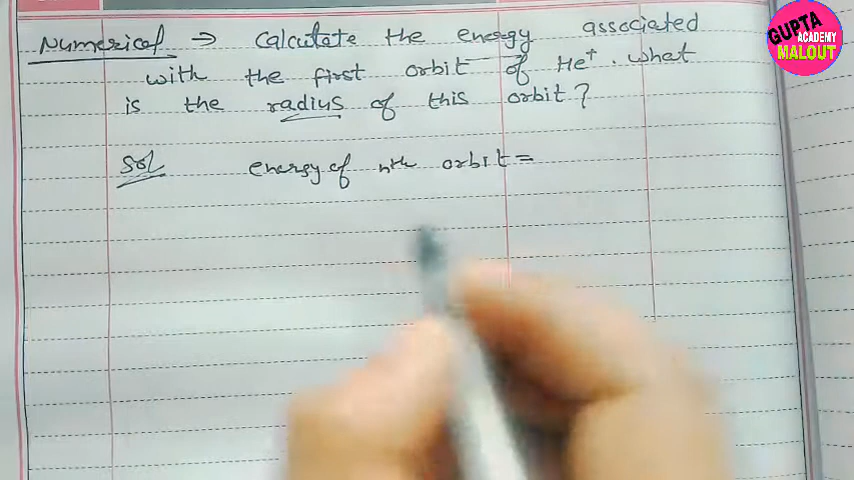 Numerical → Calculate the energy associated
with the first orbit of He⁺. what
is the radius of this orbit?
Sol energy of nth orbit =
GUPTA
ACADEMY
MALOUT